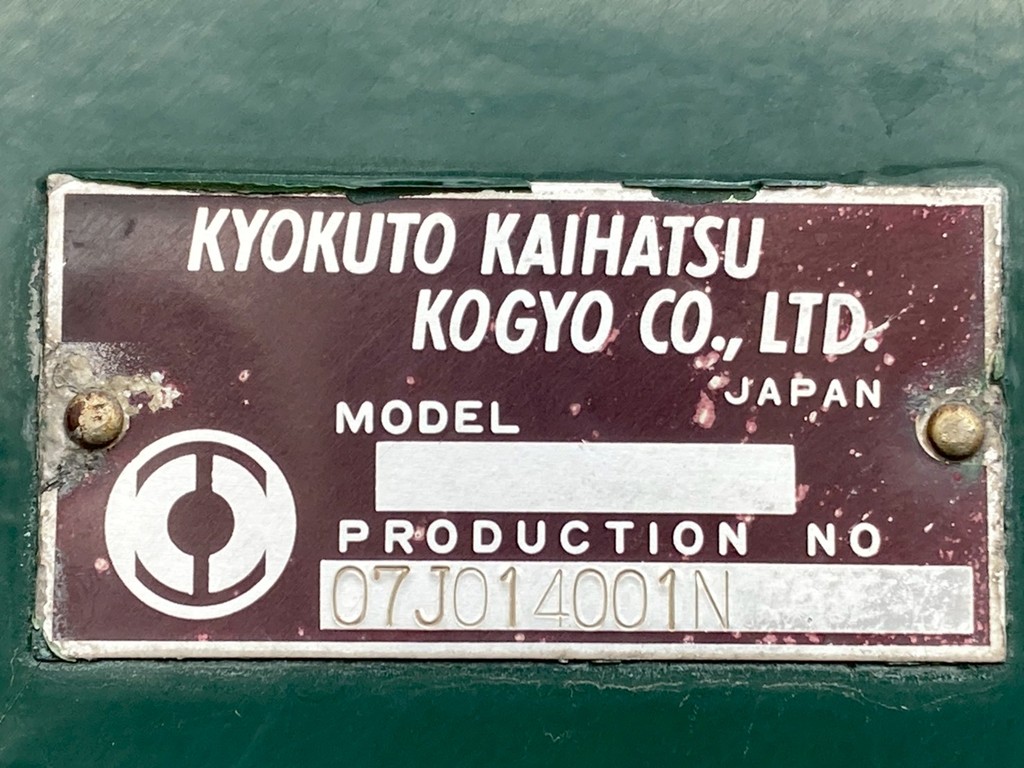 KYOKUTO KAIHATSU
KOGYO CO., LTD.
JAPAN
MODEL
PRODUCTION NO
07J014001N